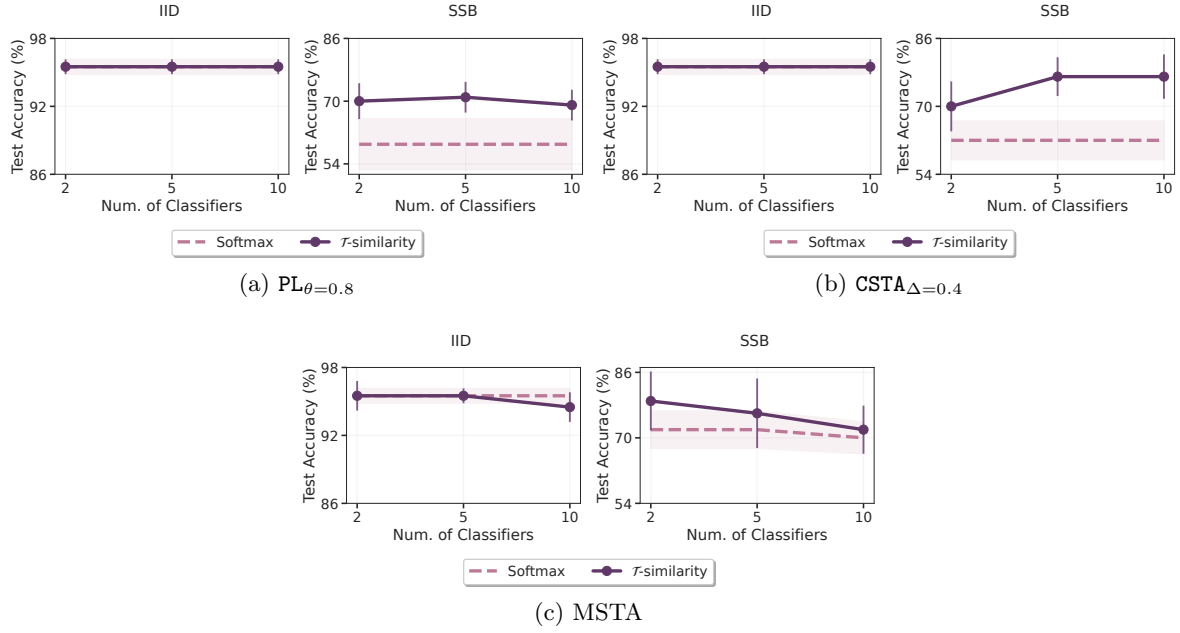 IID
SSB
Test Accuracy (%)
98
92
86
2
5
10
Num. of Classifiers
Test Accuracy (%)
86
70
54
2
5
10
Num. of Classifiers
Softmax
𝒯-similarity
(a) PLθ=0.8
IID
SSB
Test Accuracy (%)
98
92
86
2
5
10
Num. of Classifiers
Test Accuracy (%)
86
70
54
2
5
10
Num. of Classifiers
Softmax
𝒯-similarity
(b) CSTAΔ=0.4
IID
SSB
Test Accuracy (%)
98
92
86
2
5
10
Num. of Classifiers
Test Accuracy (%)
86
70
54
2
5
10
Num. of Classifiers
Softmax
𝒯-similarity
(c) MSTA